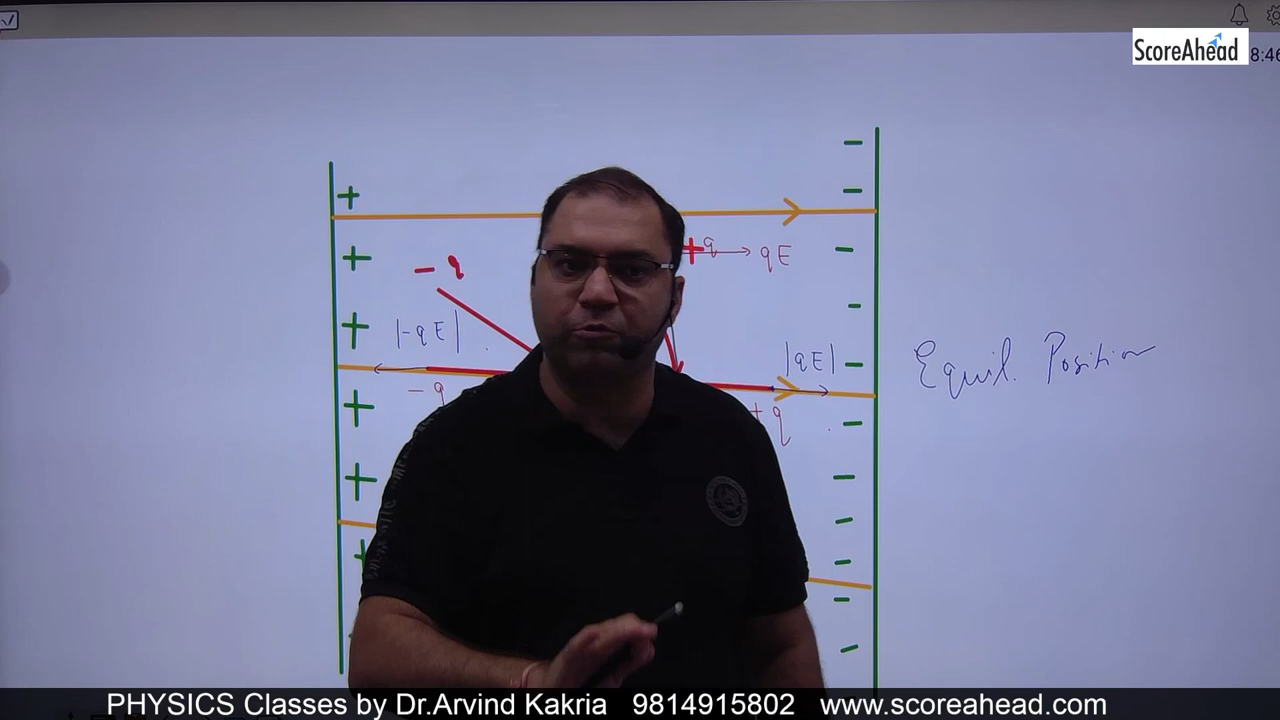 ScoreAhead
8:46
+q → qE
- q
|-qE|
|qE|
- q
+ q
Equil. Position
PHYSICS Classes by Dr.Arvind Kakria 9814915802 www.scoreahead.com